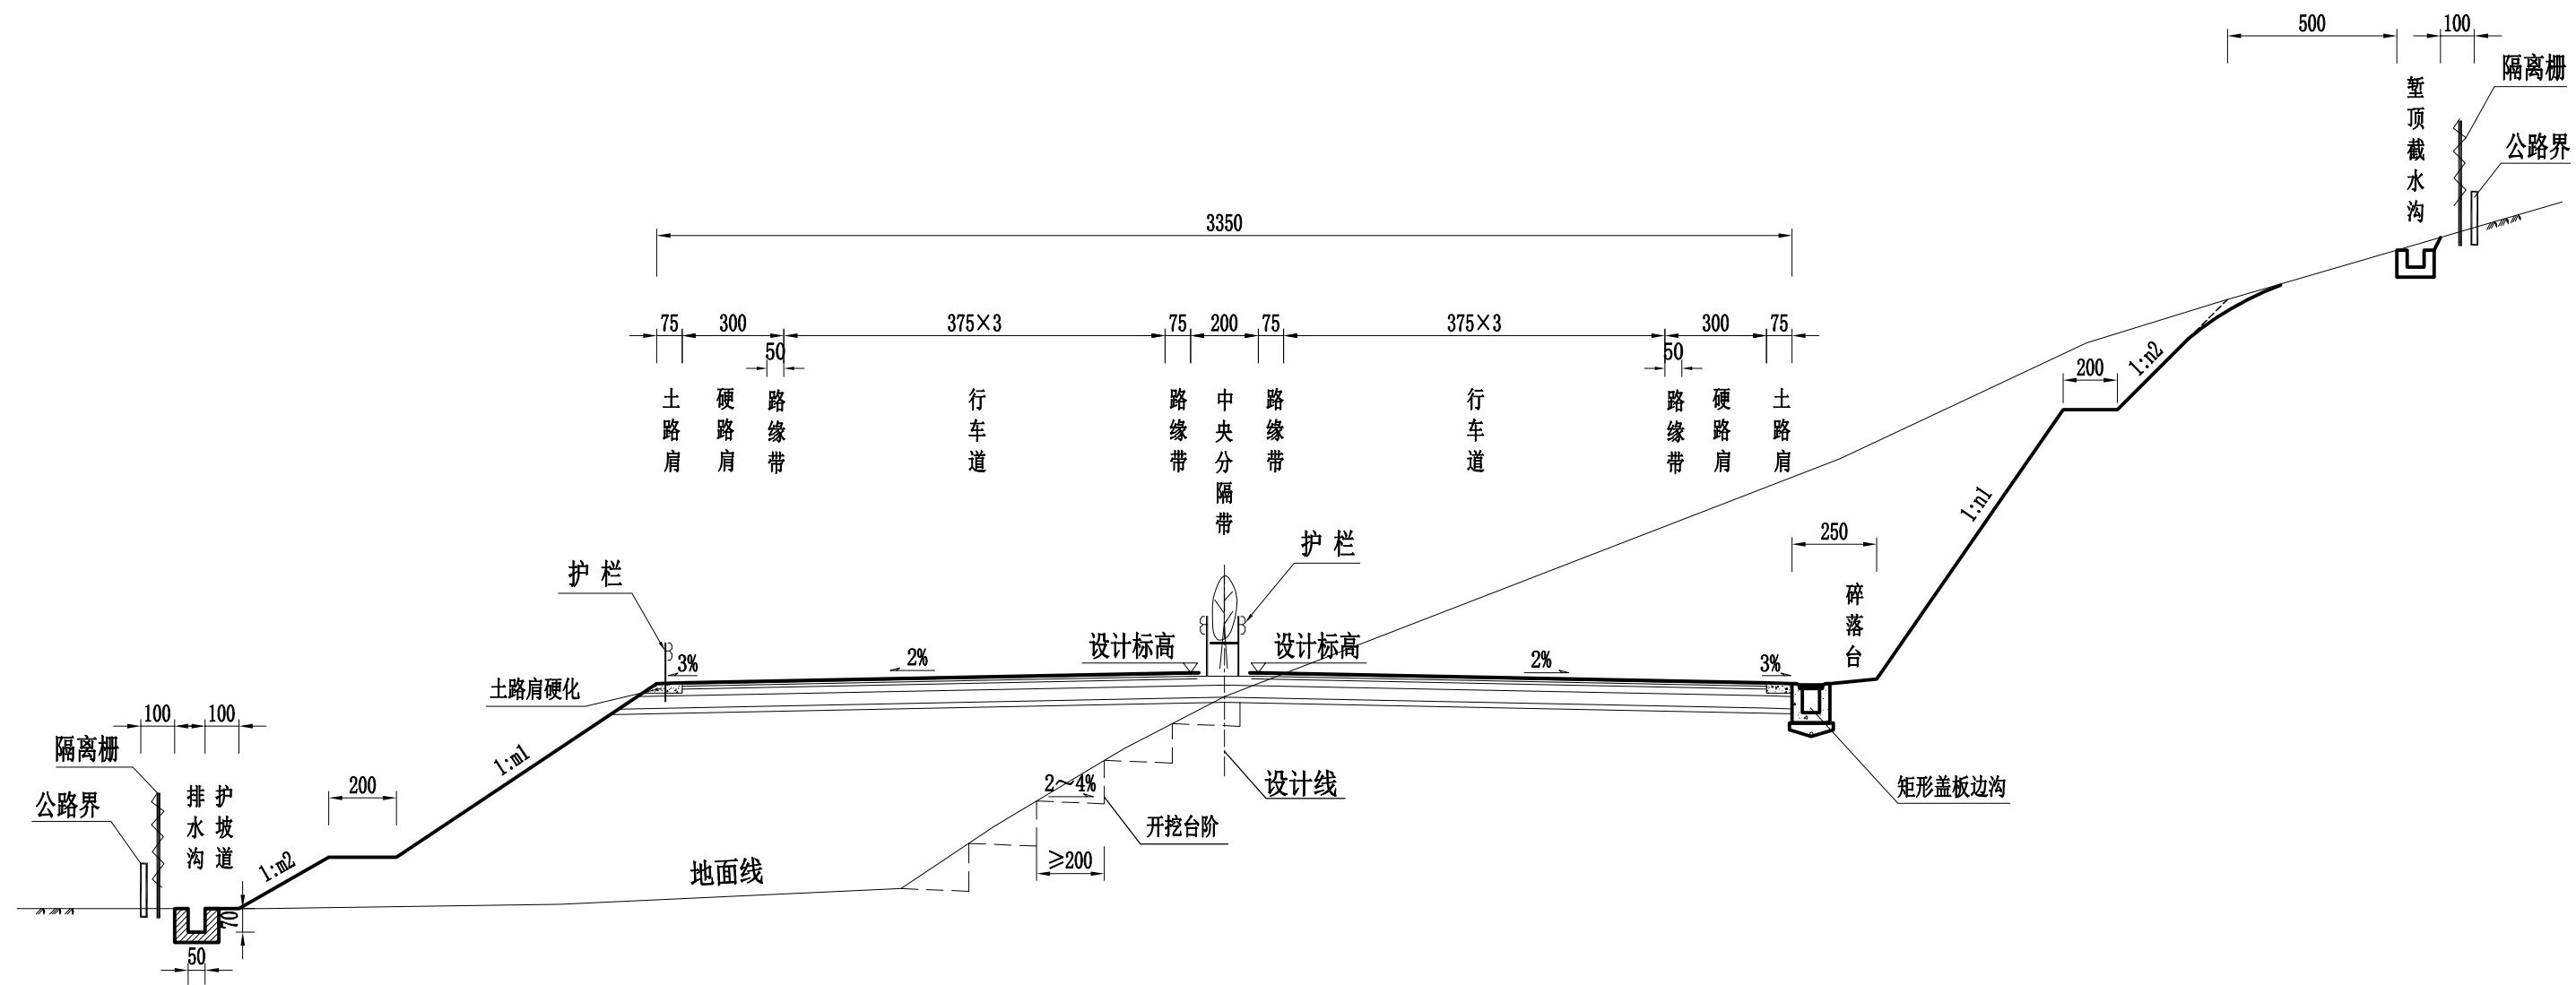 500
100
隔离栅
堑顶截水沟
公路界
3350
75
300
375×3
75
200
75
375×3
300
75
50
50
土路肩
硬路肩
路缘带
行车道
路缘带
中央分隔带
路缘带
行车道
路缘带
硬路肩
土路肩
200
1:n2
1:n1
250
碎落台
护 栏
护 栏
设计标高
设计标高
3%
2%
2%
3%
土路肩硬化
100
100
隔离栅
公路界
排水沟
护坡道
200
1:m1
1:m2
2～4%
设计线
矩形盖板边沟
开挖台阶
≥200
地面线
70
50